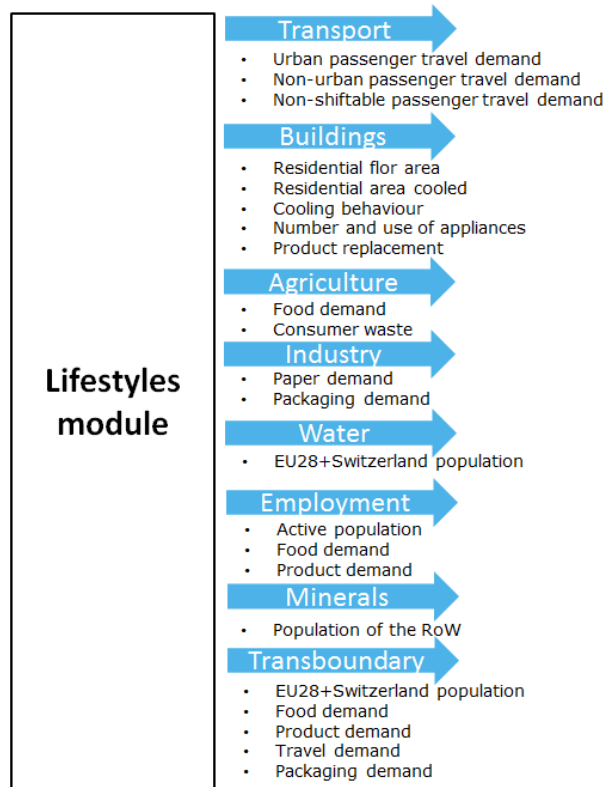 Transport
• Urban passenger travel demand
• Non-urban passenger travel demand
• Non-shiftable passenger travel demand
Buildings
• Residential flor area
• Residential area cooled
• Cooling behaviour
• Number and use of appliances
• Product replacement
Agriculture
• Food demand
• Consumer waste
Industry
• Paper demand
• Packaging demand
Lifestyles
module
Water
• EU28+Switzerland population
Employment
• Active population
• Food demand
• Product demand
Minerals
• Population of the RoW
Transboundary
• EU28+Switzerland population
• Food demand
• Product demand
• Travel demand
• Packaging demand